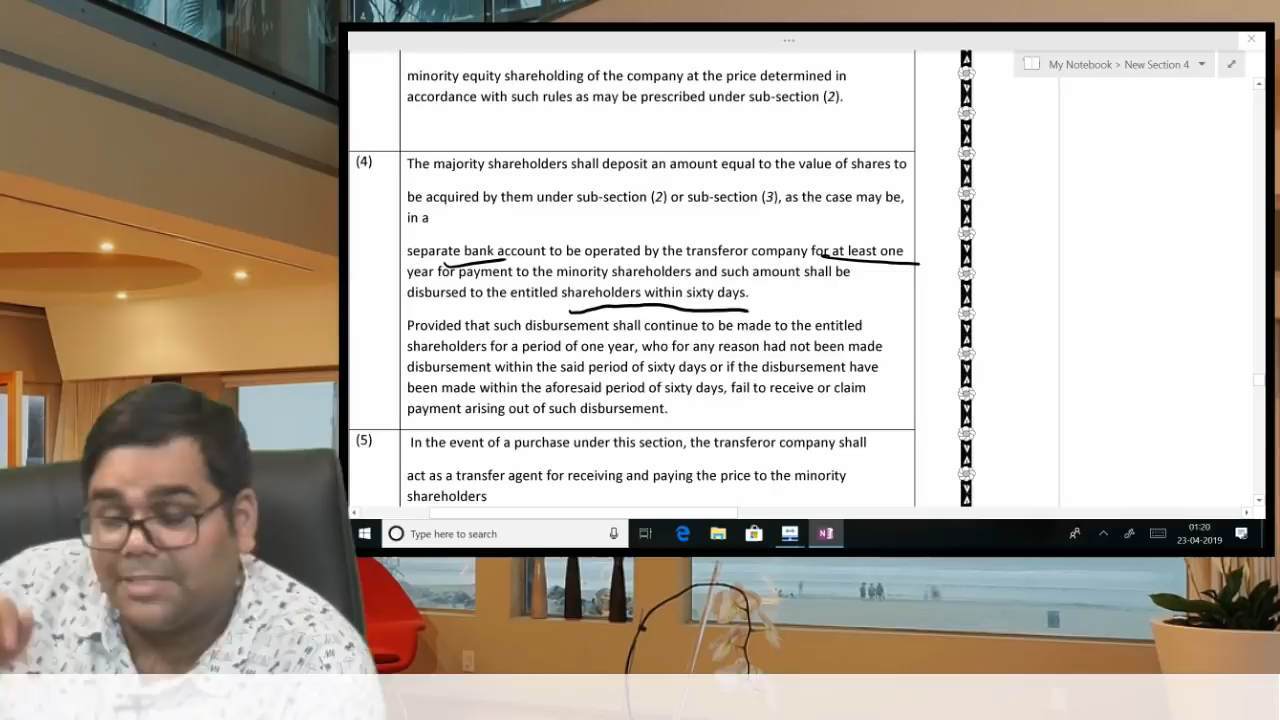 ...
My Notebook > New Section 4
minority equity shareholding of the company at the price determined in
accordance with such rules as may be prescribed under sub-section (2).
(4)
The majority shareholders shall deposit an amount equal to the value of shares to
be acquired by them under sub-section (2) or sub-section (3), as the case may be,
in a
separate bank account to be operated by the transferor company for at least one
year for payment to the minority shareholders and such amount shall be
disbursed to the entitled shareholders within sixty days.
Provided that such disbursement shall continue to be made to the entitled
shareholders for a period of one year, who for any reason had not been made
disbursement within the said period of sixty days or if the disbursement have
been made within the aforesaid period of sixty days, fail to receive or claim
payment arising out of such disbursement.
(5)
In the event of a purchase under this section, the transferor company shall
act as a transfer agent for receiving and paying the price to the minority
shareholders
Type here to search
01:20
23-04-2019